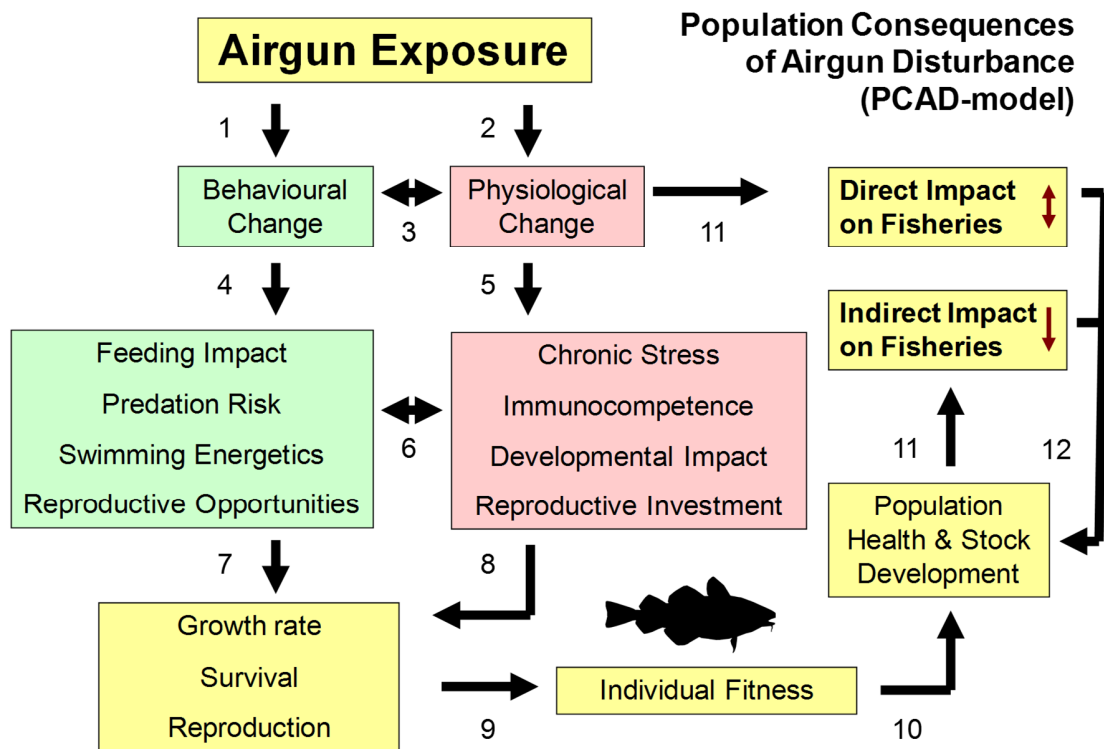 Airgun Exposure
Population Consequences
of Airgun Disturbance
(PCAD-model)
1
2
Behavioural
Change
3
Physiological
Change
11
Direct Impact
on Fisheries
4
5
Indirect Impact
on Fisheries
Feeding Impact
Predation Risk
Swimming Energetics
Reproductive Opportunities
6
Chronic Stress
Immunocompetence
Developmental Impact
Reproductive Investment
11
12
Population
Health & Stock
Development
7
8
Growth rate
Survival
Reproduction
9
Individual Fitness
10